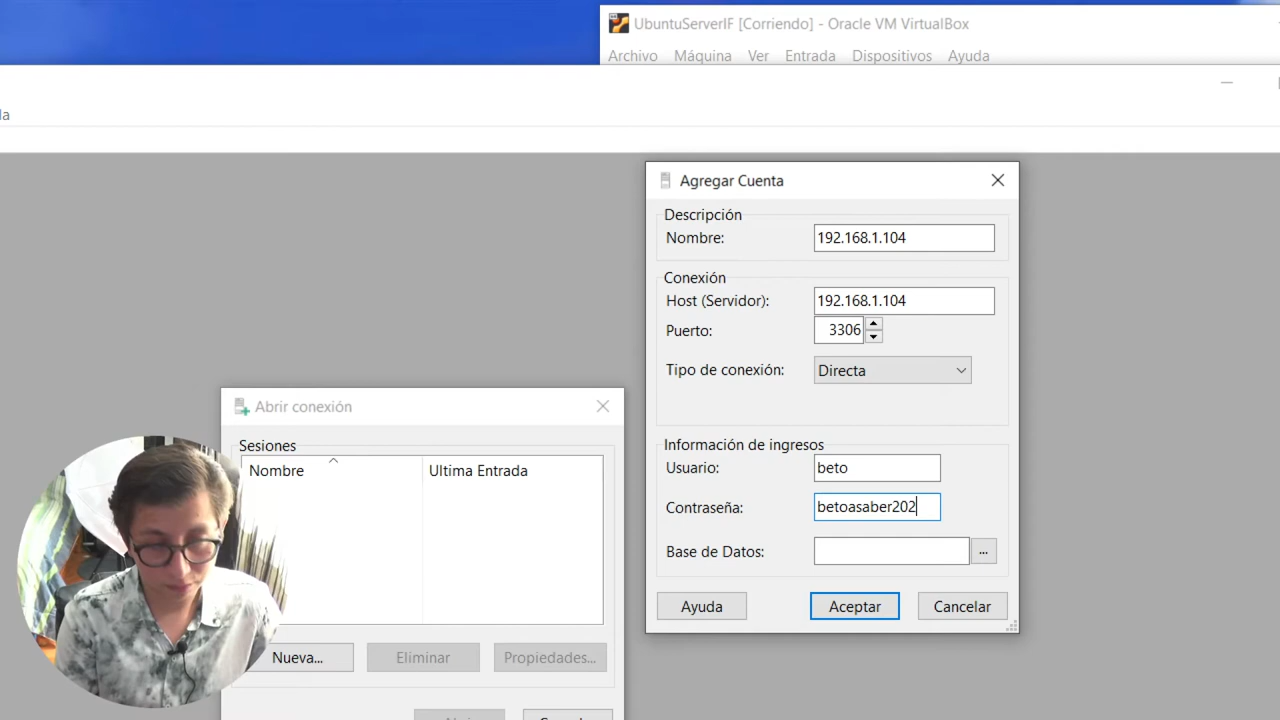 UbuntuServerIF [Corriendo] - Oracle VM VirtualBox
Archivo Máquina Ver Entrada Dispositivos Ayuda
da
Agregar Cuenta
Descripción
Nombre: 192.168.1.104
Conexión
Host (Servidor): 192.168.1.104
Puerto: 3306
Tipo de conexión: Directa
Información de ingresos
Usuario: beto
Contraseña: betoasaber202
Base de Datos: ...
Ayuda Aceptar Cancelar
Abrir conexión
Sesiones
Nombre Ultima Entrada
Nueva... Eliminar Propiedades...